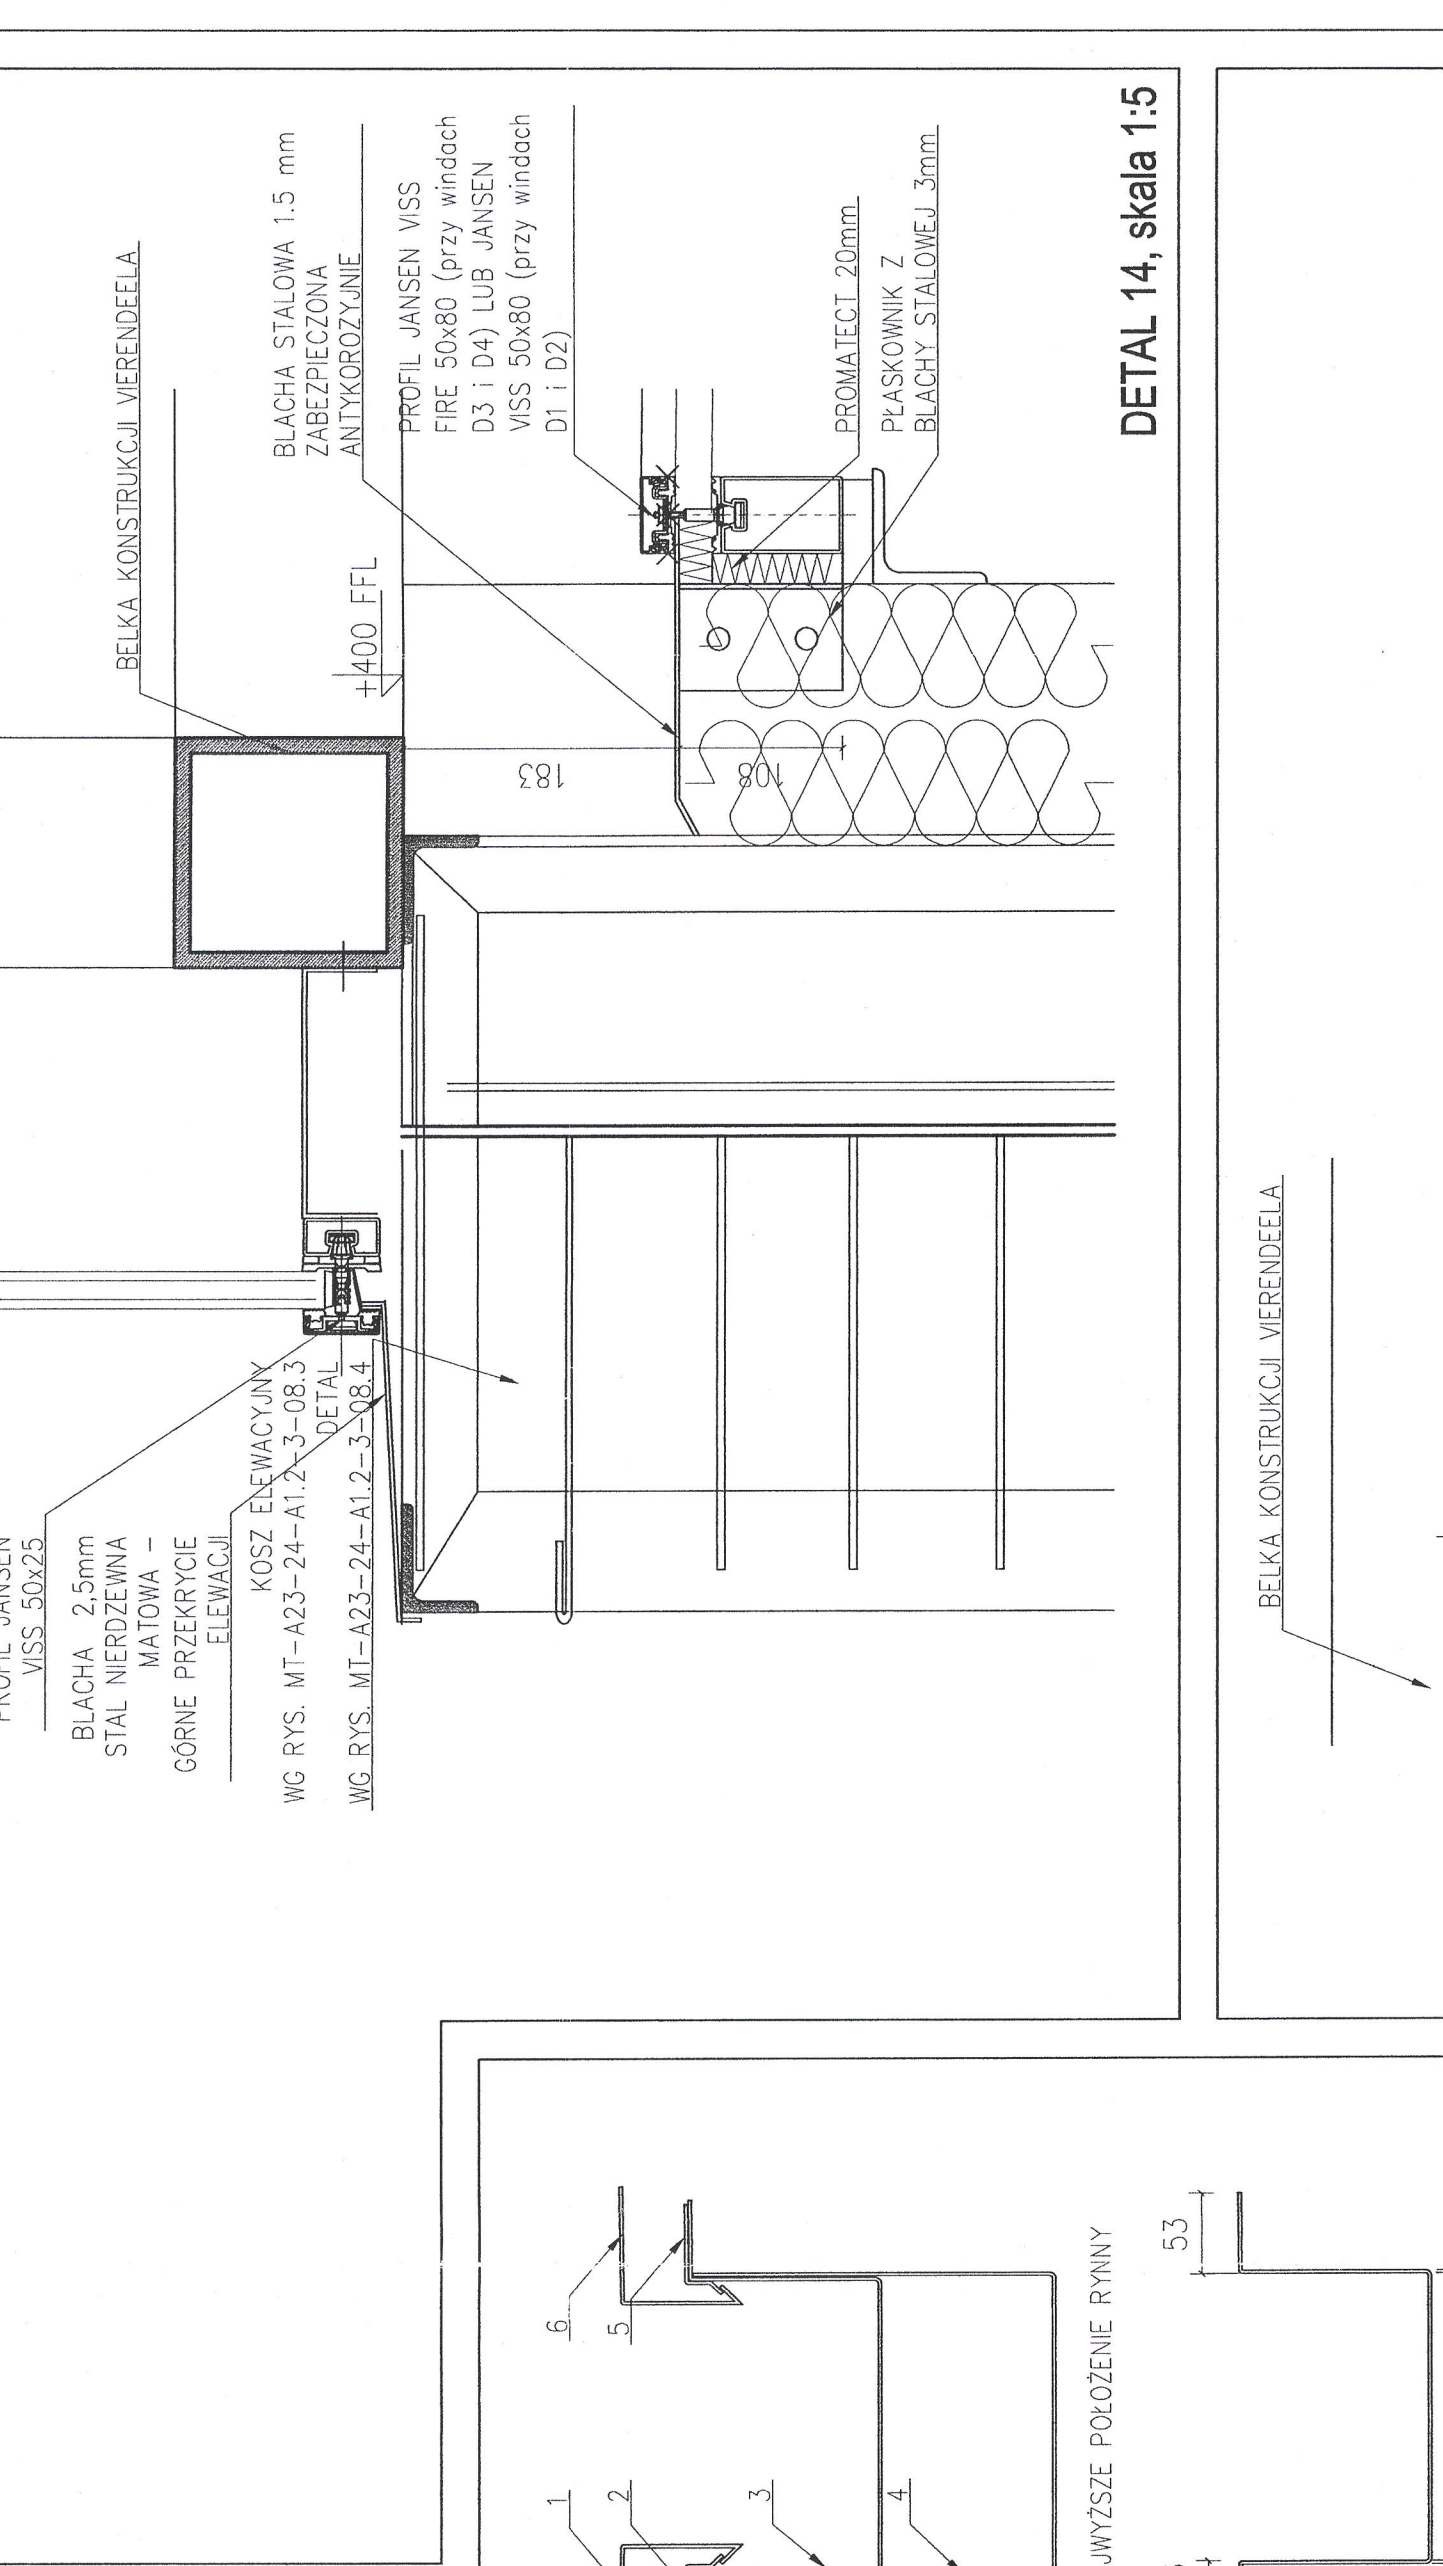 BELKA KONSTRUKCJI VIERENDEELA
BLACHA STALOWA 1.5 mm
ZABEZPIECZONA
ANTYKOROZYJNIE
PROFIL JANSEN VISS
FIRE 50x80 (przy windach
D3 i D4) LUB JANSEN
VISS 50x80 (przy windach
D1 i D2)
+400 FFL
PROMATECT 20mm
PŁASKOWNIK Z
BLACHY STALOWEJ 3mm
DETAL 14, skala 1:5
183
108
PROFIL JANSEN
VISS 50x25
BLACHA 2,5mm
STAL NIERDZEWNA
MATOWA –
GÓRNE PRZEKRYCIE
ELEWACJI
KOSZ ELEWACYJNY
WG RYS. MT-A23-24-A1.2-3-08.3
DETAL
WG RYS. MT-A23-24-A1.2-3-08.4
BELKA KONSTRUKCJI VIERENDEELA
6
5
1
2
3
4
POŁOŻENIE RYNNY
53